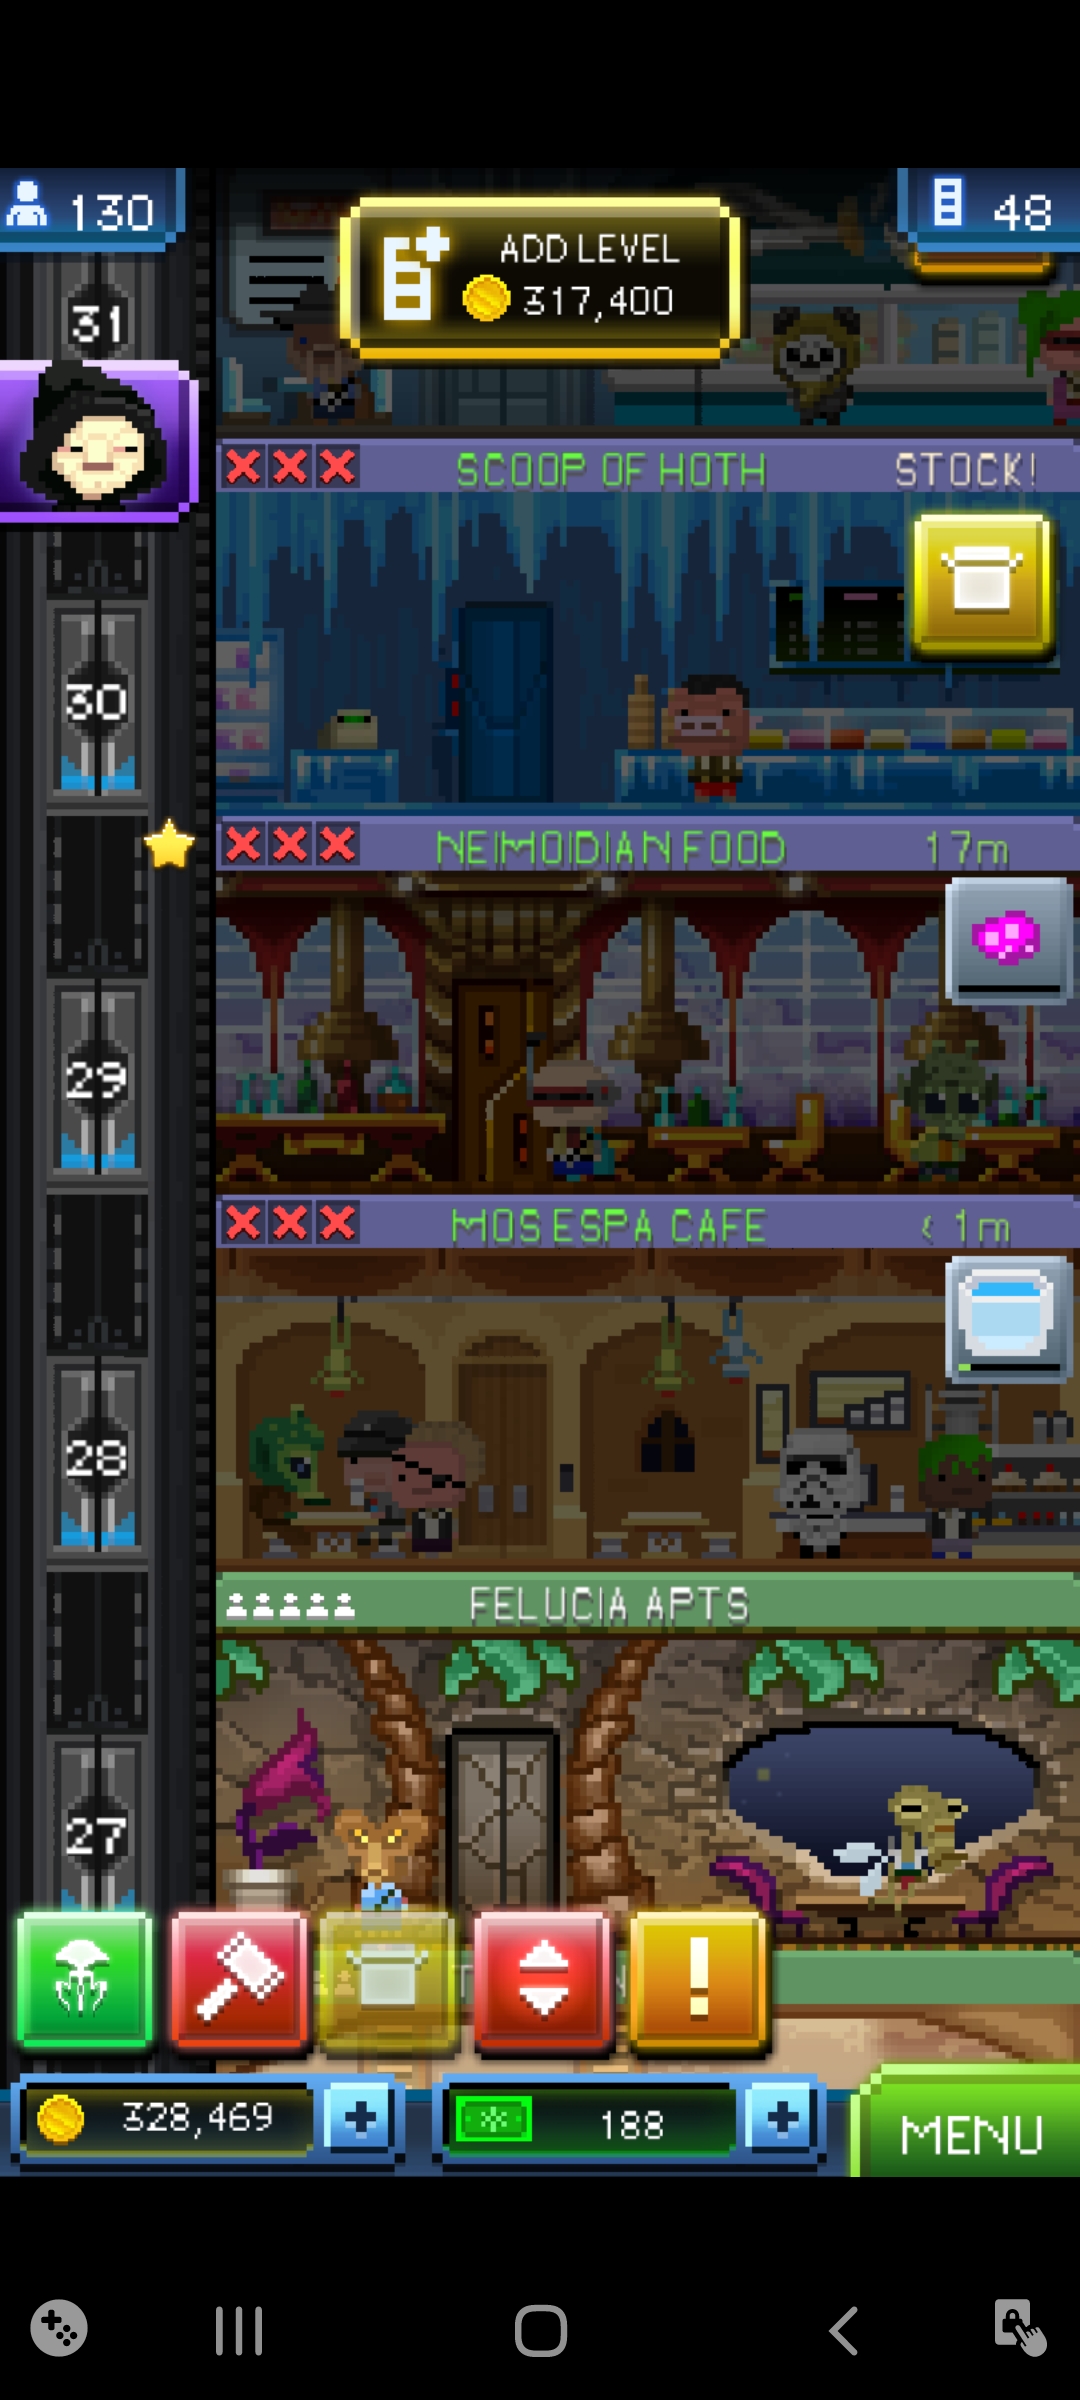 130
ADD LEVEL
317,400
48
31
SCOOP OF HOTH
STOCK!
30
NEIMOIDIAN FOOD
17m
29
MOS ESPA CAFE
< 1m
28
FELUCIA APTS
27
328,469
188
MENU